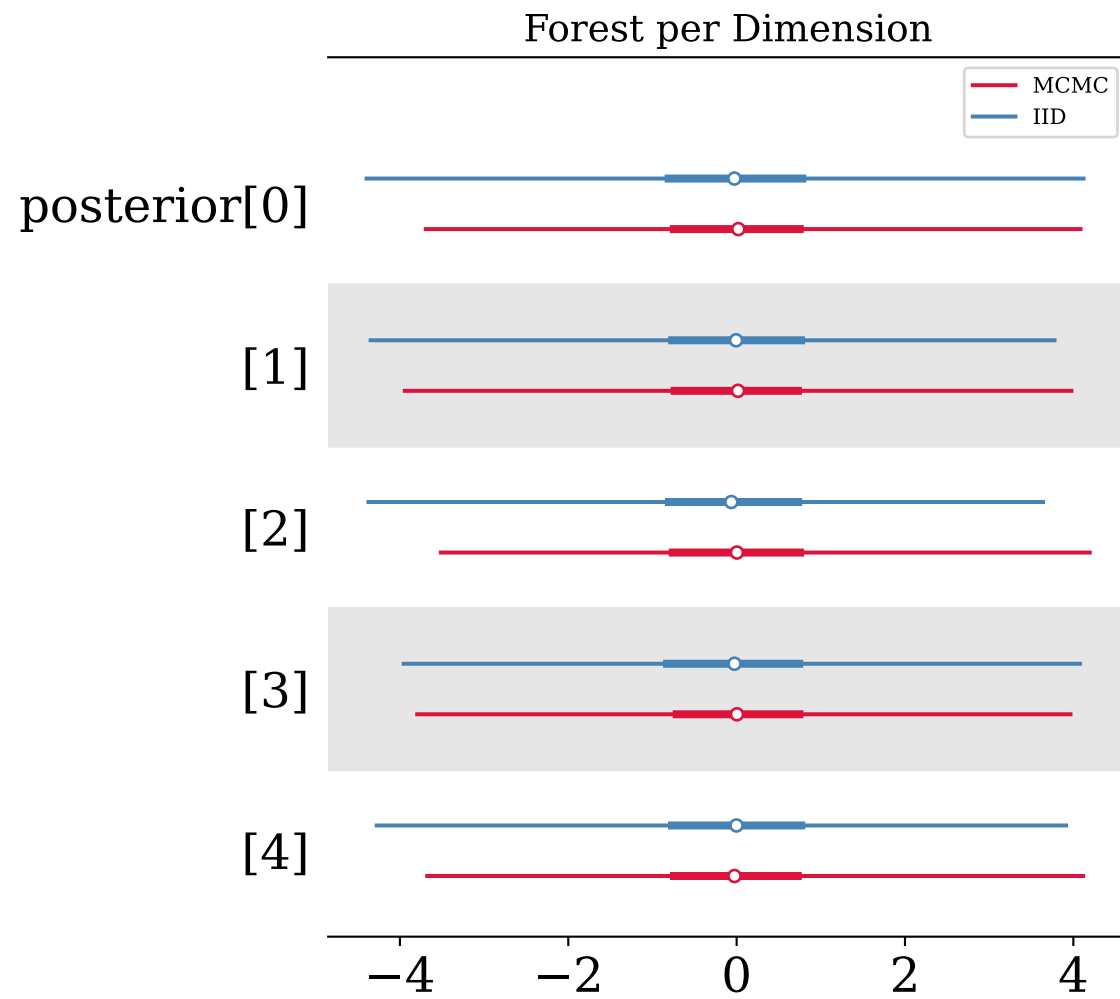 Forest per Dimension
MCMC
IID
posterior[0]
[1]
[2]
[3]
[4]
−4 −2 0 2 4